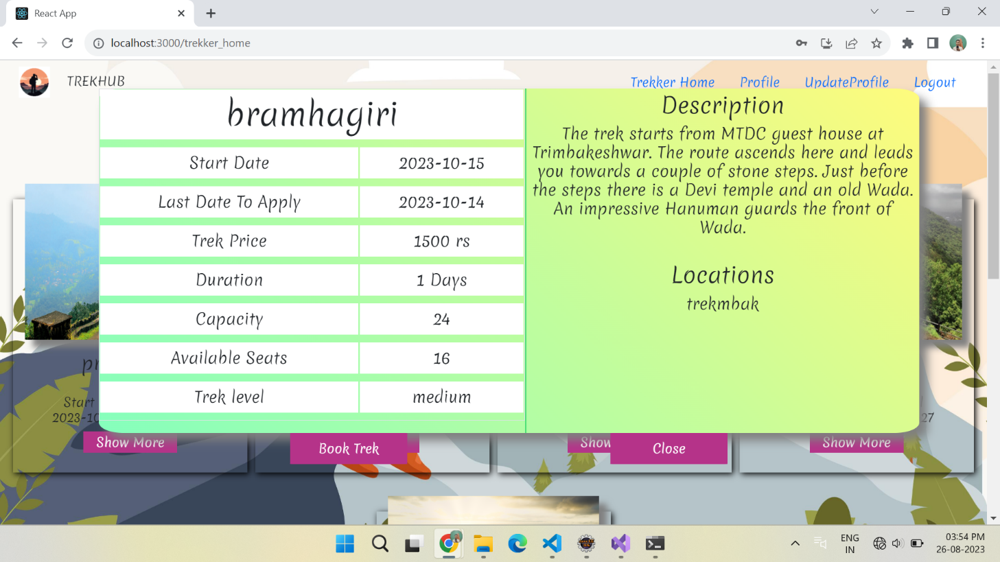 React App
localhost:3000/trekker_home
TREKHUB
Trekker Home Profile UpdateProfile Logout
bramhagiri
Start Date 2023-10-15
Last Date To Apply 2023-10-14
Trek Price 1500 rs
Duration 1 Days
Capacity 24
Available Seats 16
Trek level medium
Description
The trek starts from MTDC guest house at
Trimbakeshwar. The route ascends here and leads
you towards a couple of stone steps. Just before
the steps there is a Devi temple and an old Wada.
An impressive Hanuman guards the front of
Wada.
Locations
trekmbak
Start
2023-10
27
Show More
Book Trek
Show
Close
Show More
ENG
IN
03:54 PM
26-08-2023